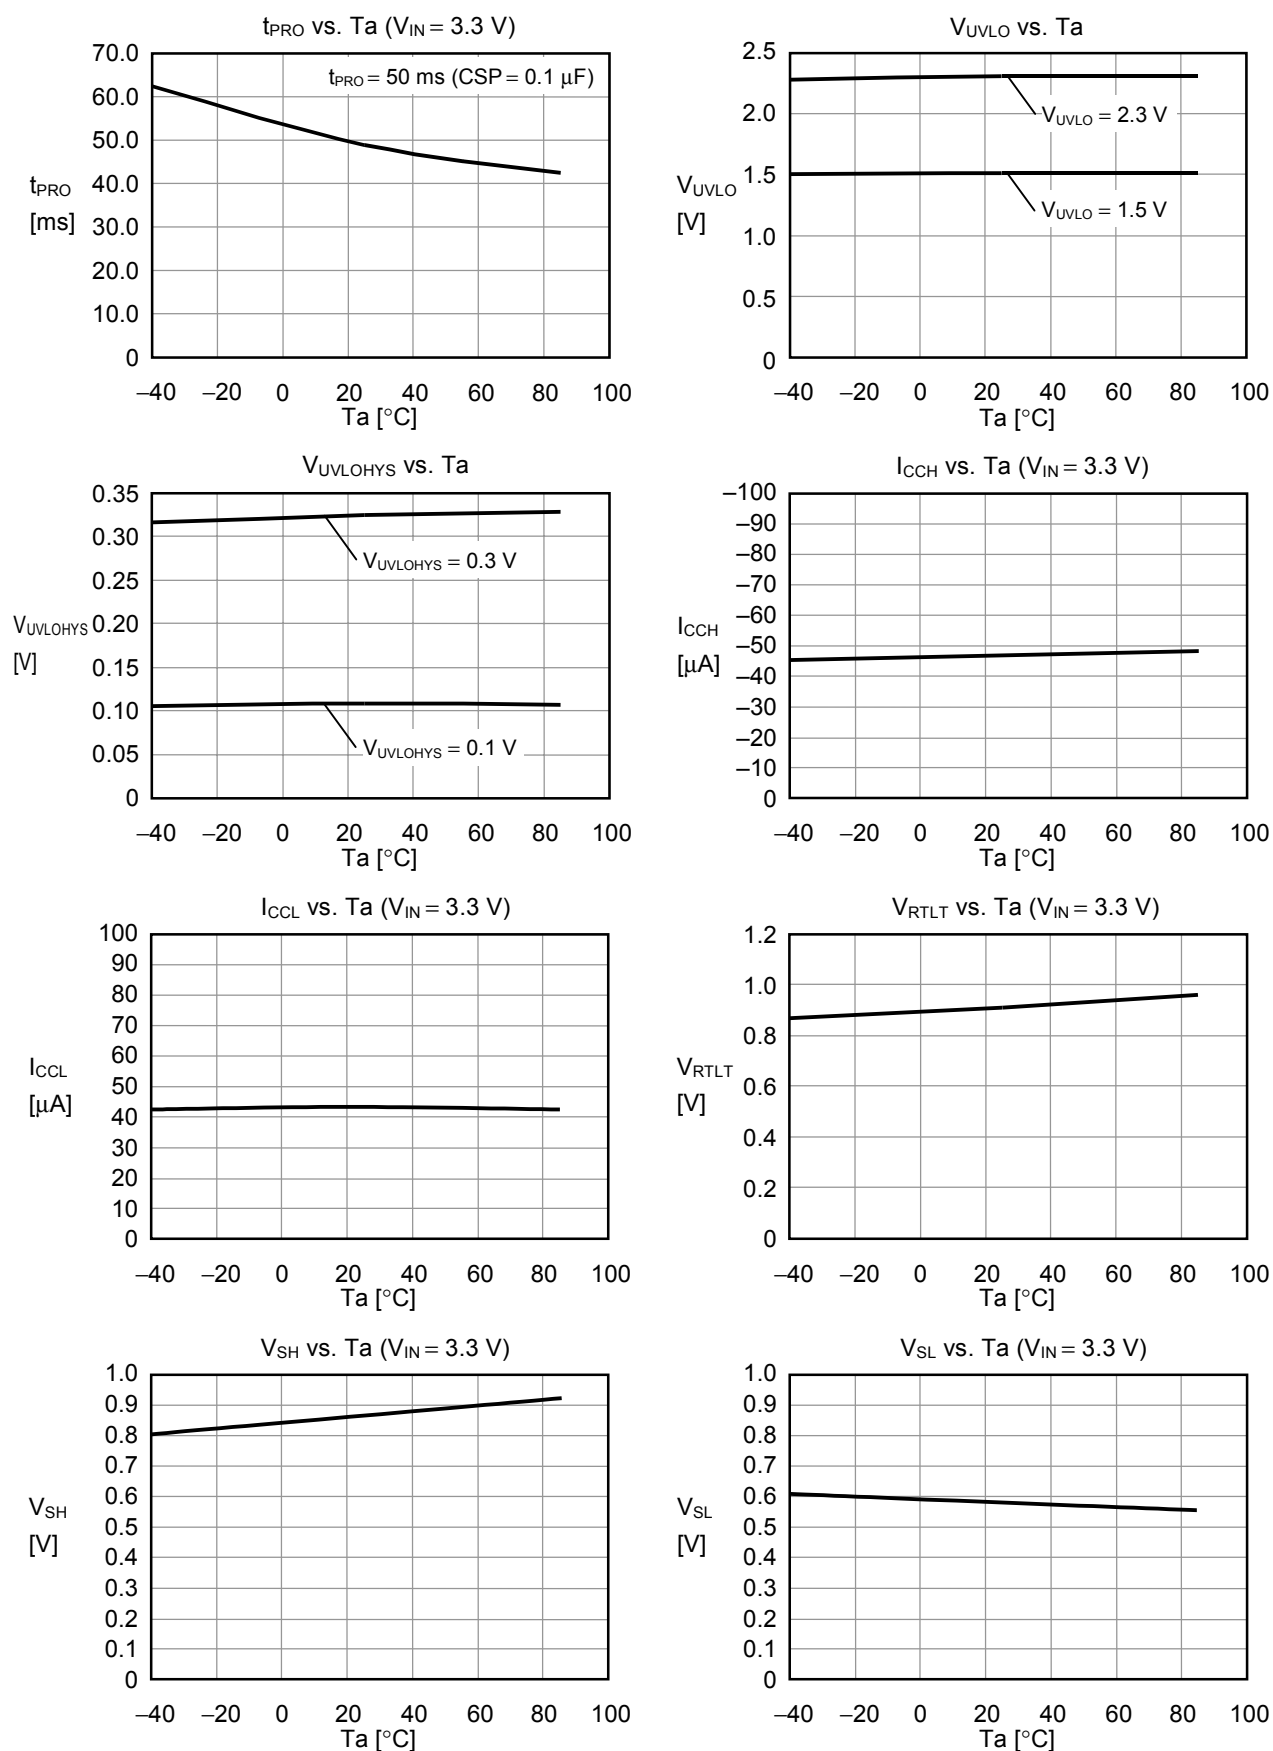 tPRO vs. Ta (VIN = 3.3 V)
70.0
60.0
50.0
40.0
30.0
20.0
10.0
0
tPRO
[ms]
tPRO = 50 ms (CSP = 0.1 μF)
−40 −20 0 20 40 60 80 100
Ta [°C]
VUVLO vs. Ta
2.5
2.0
1.5
1.0
0.5
0
VUVLO
[V]
VUVLO = 2.3 V
VUVLO = 1.5 V
−40 −20 0 20 40 60 80 100
Ta [°C]
VUVLOHYS vs. Ta
0.35
0.30
0.25
0.20
0.15
0.10
0.05
0
VUVLOHYS
[V]
VUVLOHYS = 0.3 V
VUVLOHYS = 0.1 V
−40 −20 0 20 40 60 80 100
Ta [°C]
ICCH vs. Ta (VIN = 3.3 V)
−100
−90
−80
−70
−60
−50
−40
−30
−20
−10
0
ICCH
[μA]
−40 −20 0 20 40 60 80 100
Ta [°C]
ICCL vs. Ta (VIN = 3.3 V)
100
90
80
70
60
50
40
30
20
10
0
ICCL
[μA]
−40 −20 0 20 40 60 80 100
Ta [°C]
VRTLT vs. Ta (VIN = 3.3 V)
1.2
1.0
0.8
0.6
0.4
0.2
0
VRTLT
[V]
−40 −20 0 20 40 60 80 100
Ta [°C]
VSH vs. Ta (VIN = 3.3 V)
1.0
0.9
0.8
0.7
0.6
0.5
0.4
0.3
0.2
0.1
0
VSH
[V]
−40 −20 0 20 40 60 80 100
Ta [°C]
VSL vs. Ta (VIN = 3.3 V)
1.0
0.9
0.8
0.7
0.6
0.5
0.4
0.3
0.2
0.1
0
VSL
[V]
−40 −20 0 20 40 60 80 100
Ta [°C]